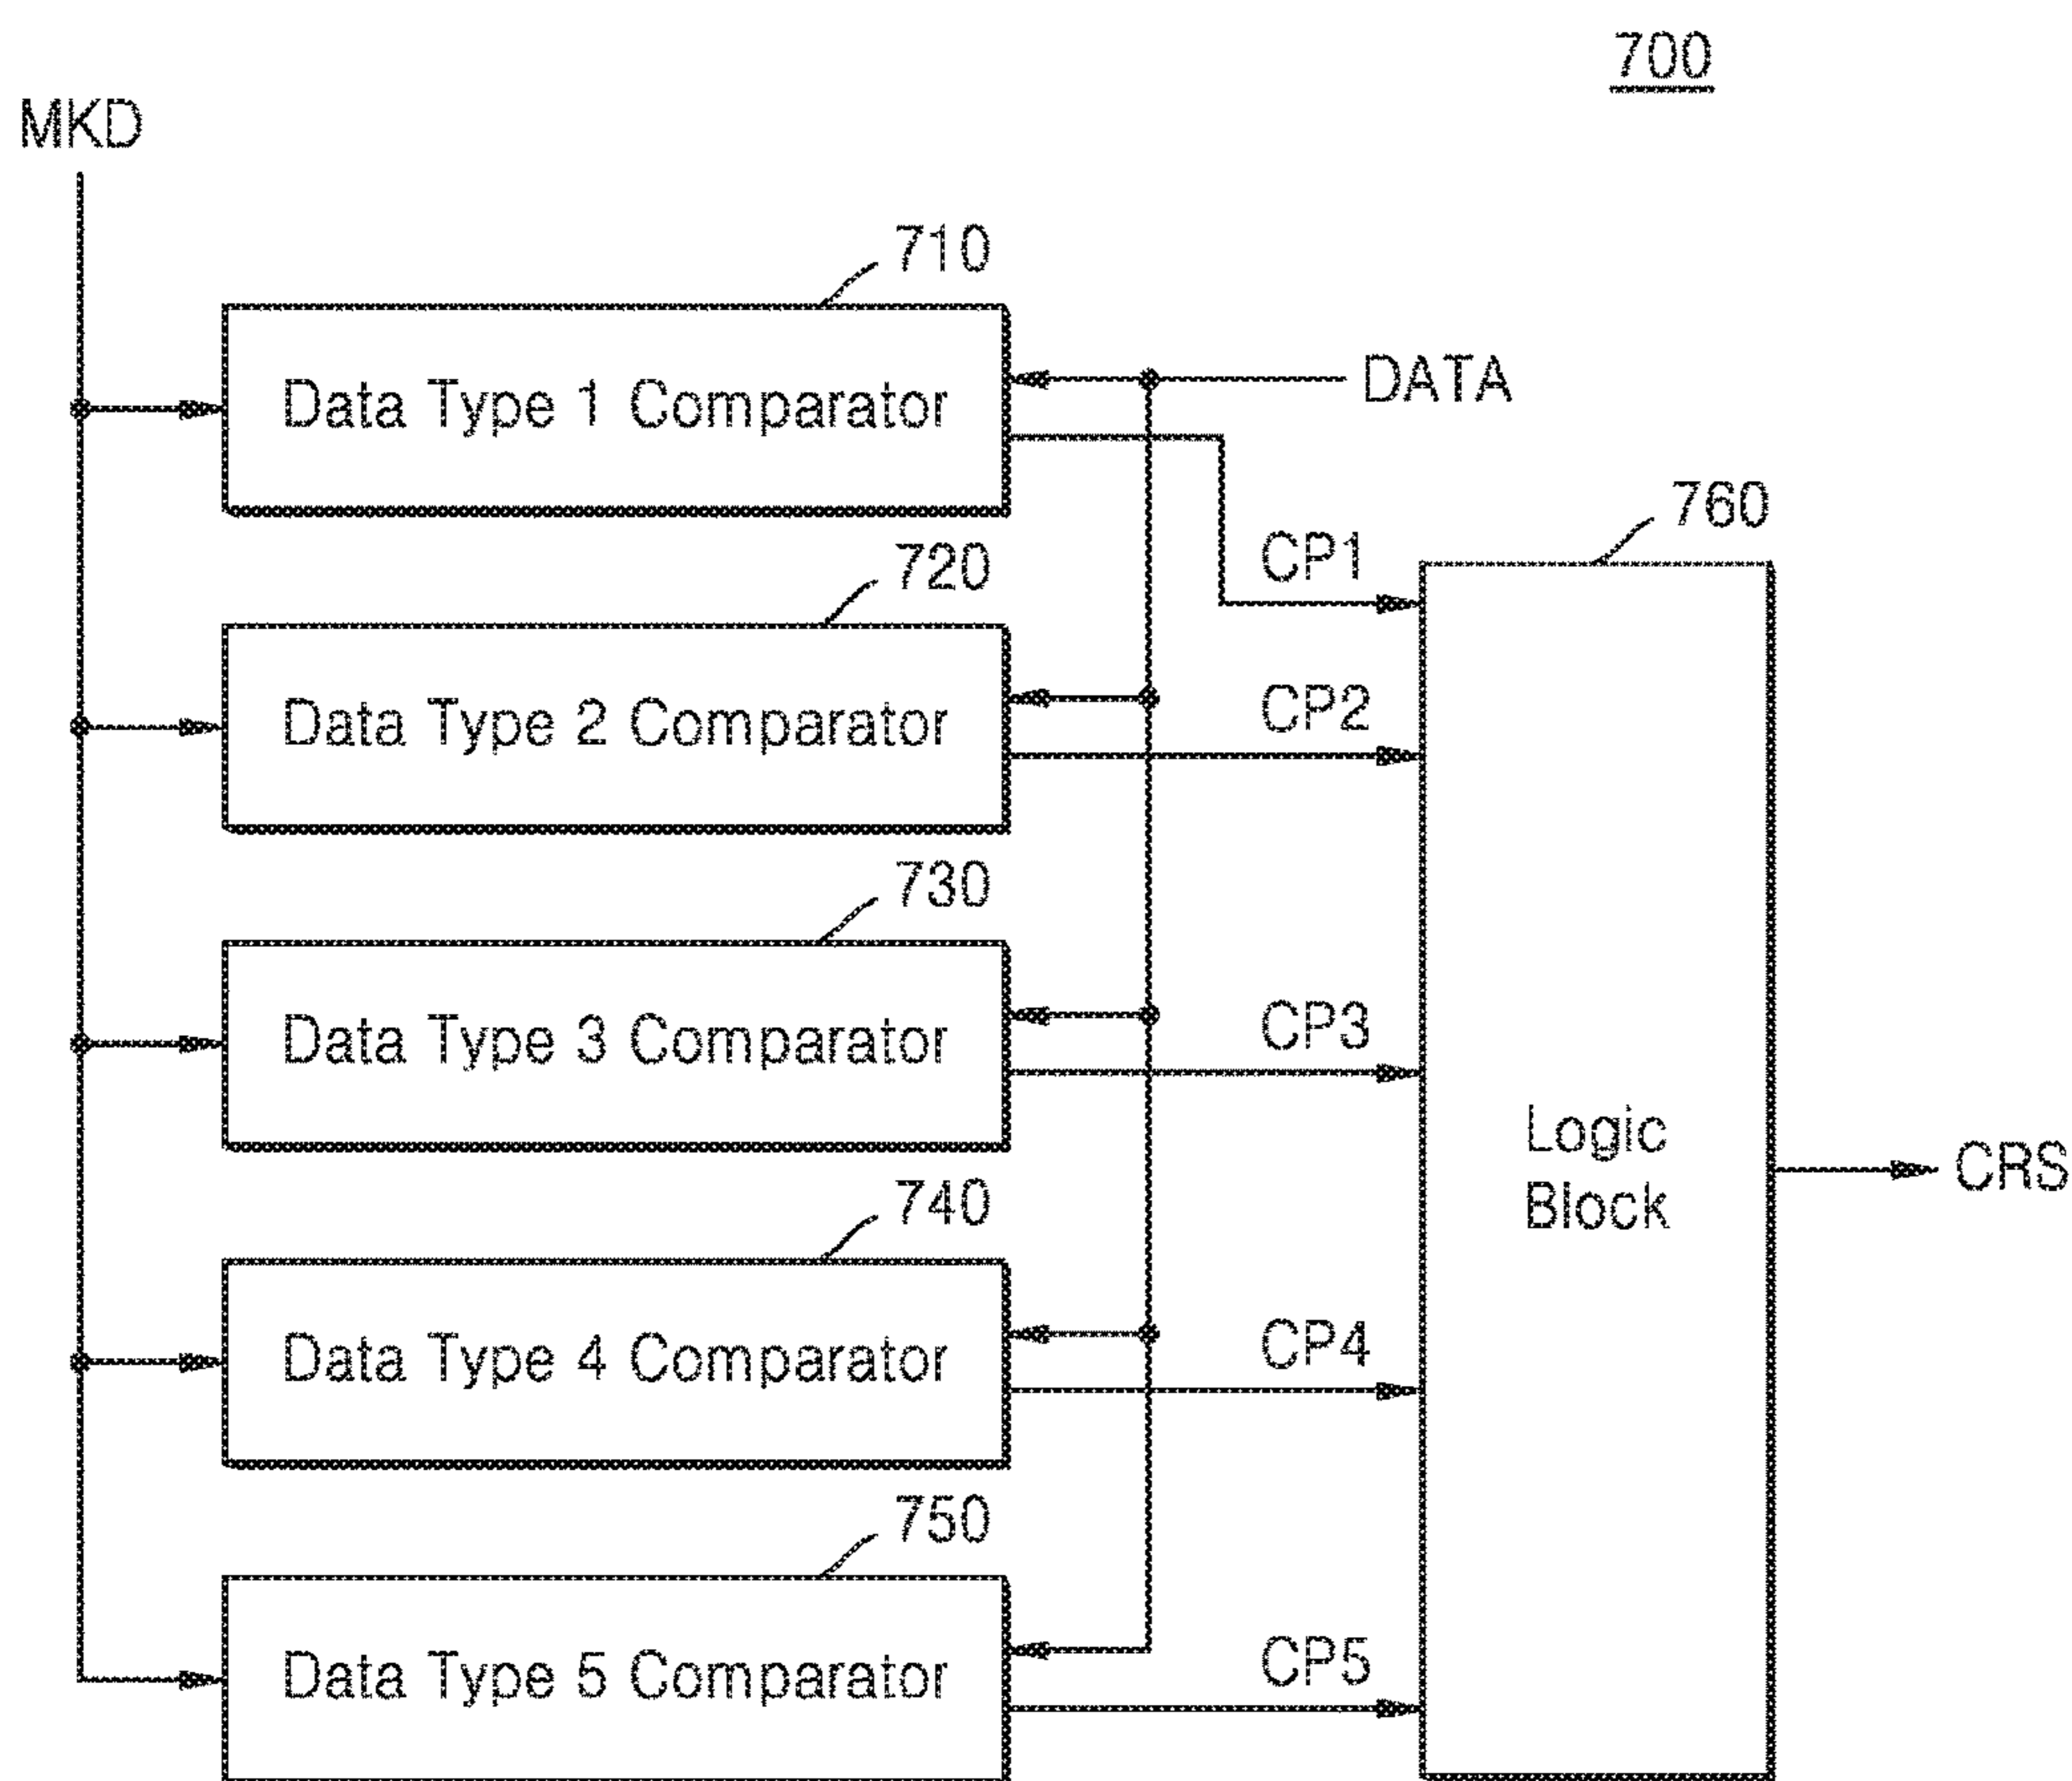 700
MKD
710
Data Type 1 Comparator
DATA
760
CP1
720
Data Type 2 Comparator
CP2
730
Data Type 3 Comparator
CP3
Logic
Block
CRS
740
Data Type 4 Comparator
CP4
750
Data Type 5 Comparator
CP5